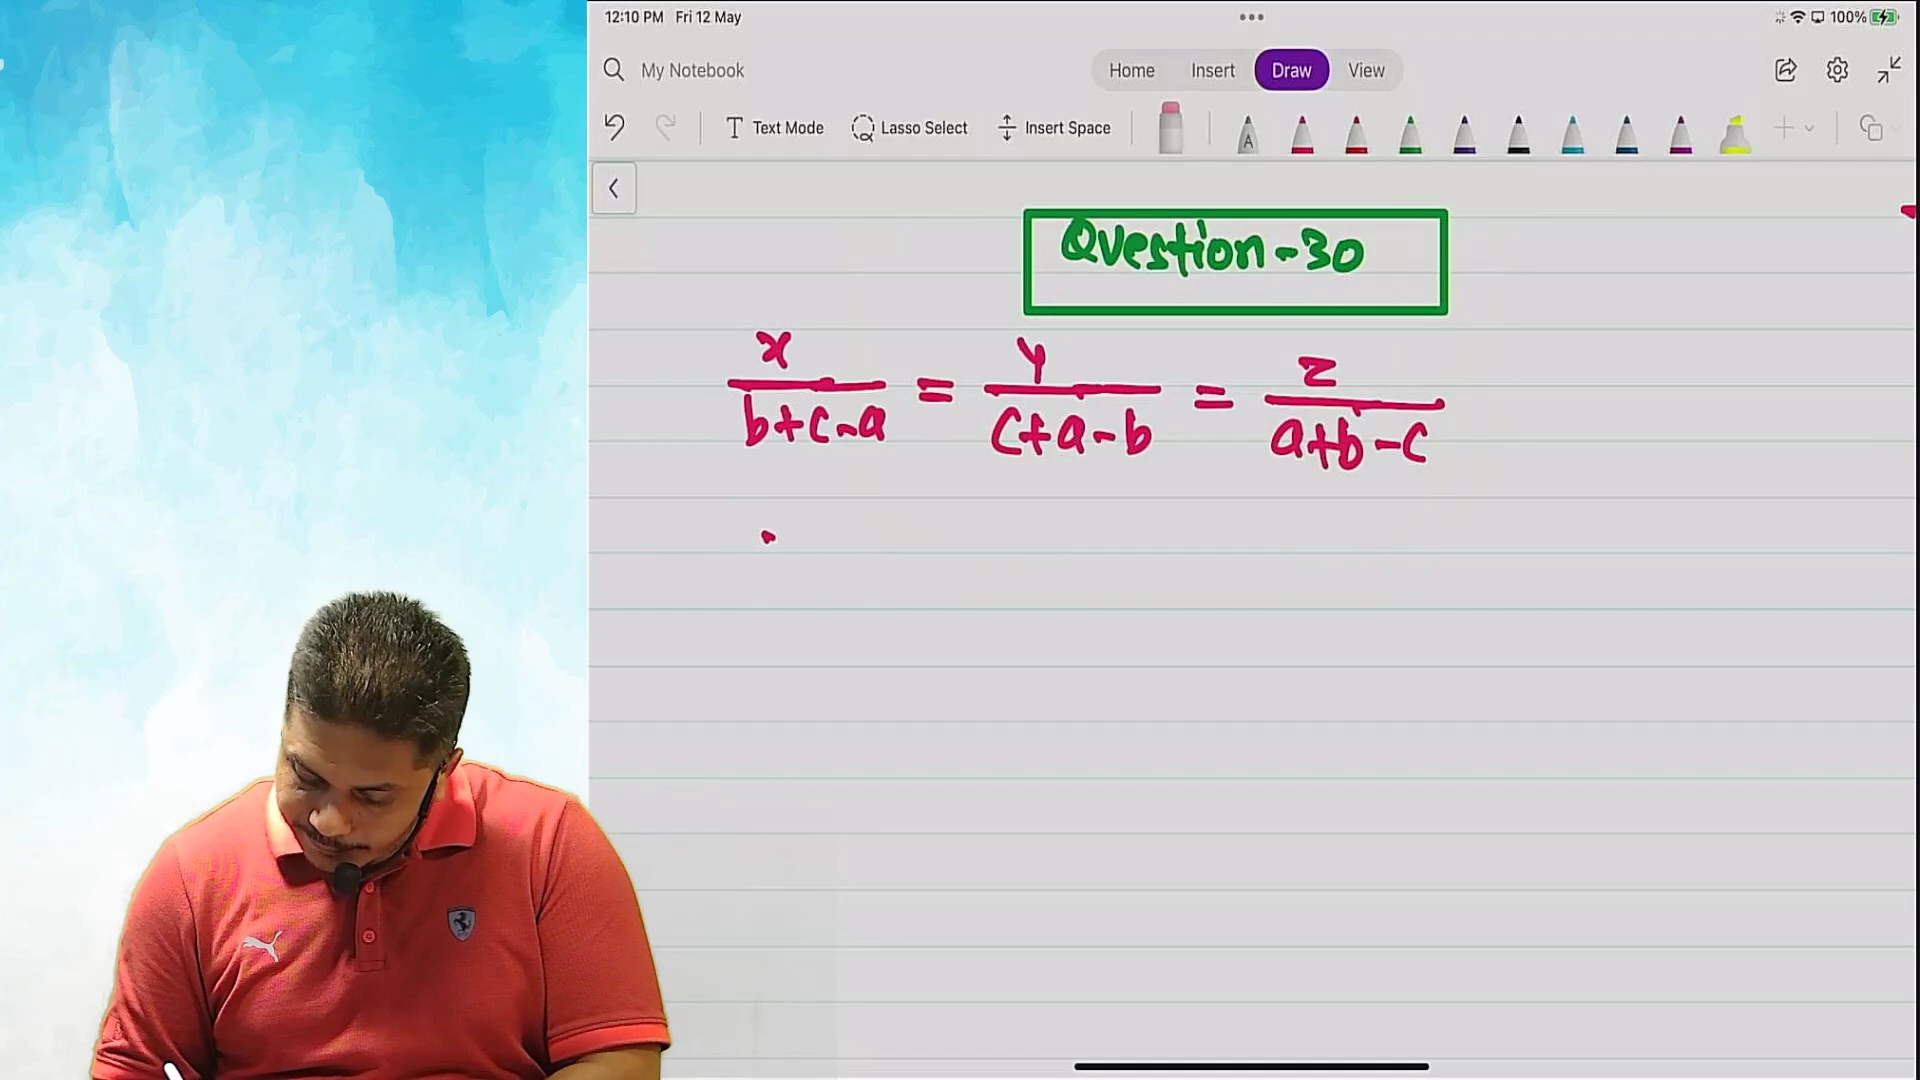 12:10 PM Fri 12 May
100%
My Notebook
Home Insert Draw View
Text Mode Lasso Select Insert Space A
Question-30
x/(b+c-a) = y/(c+a-b) = z/(a+b-c)